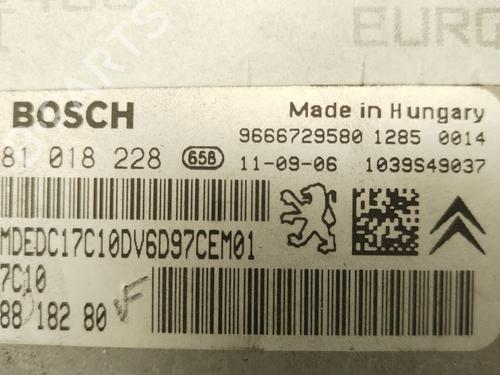 EURO
BOSCH
Made in Hungary
9666729580 1285 0014
81 018 228 658 11-09-06 1039S49037
MDEDC17C10DV6D97CEM01
7C10
88 182 80